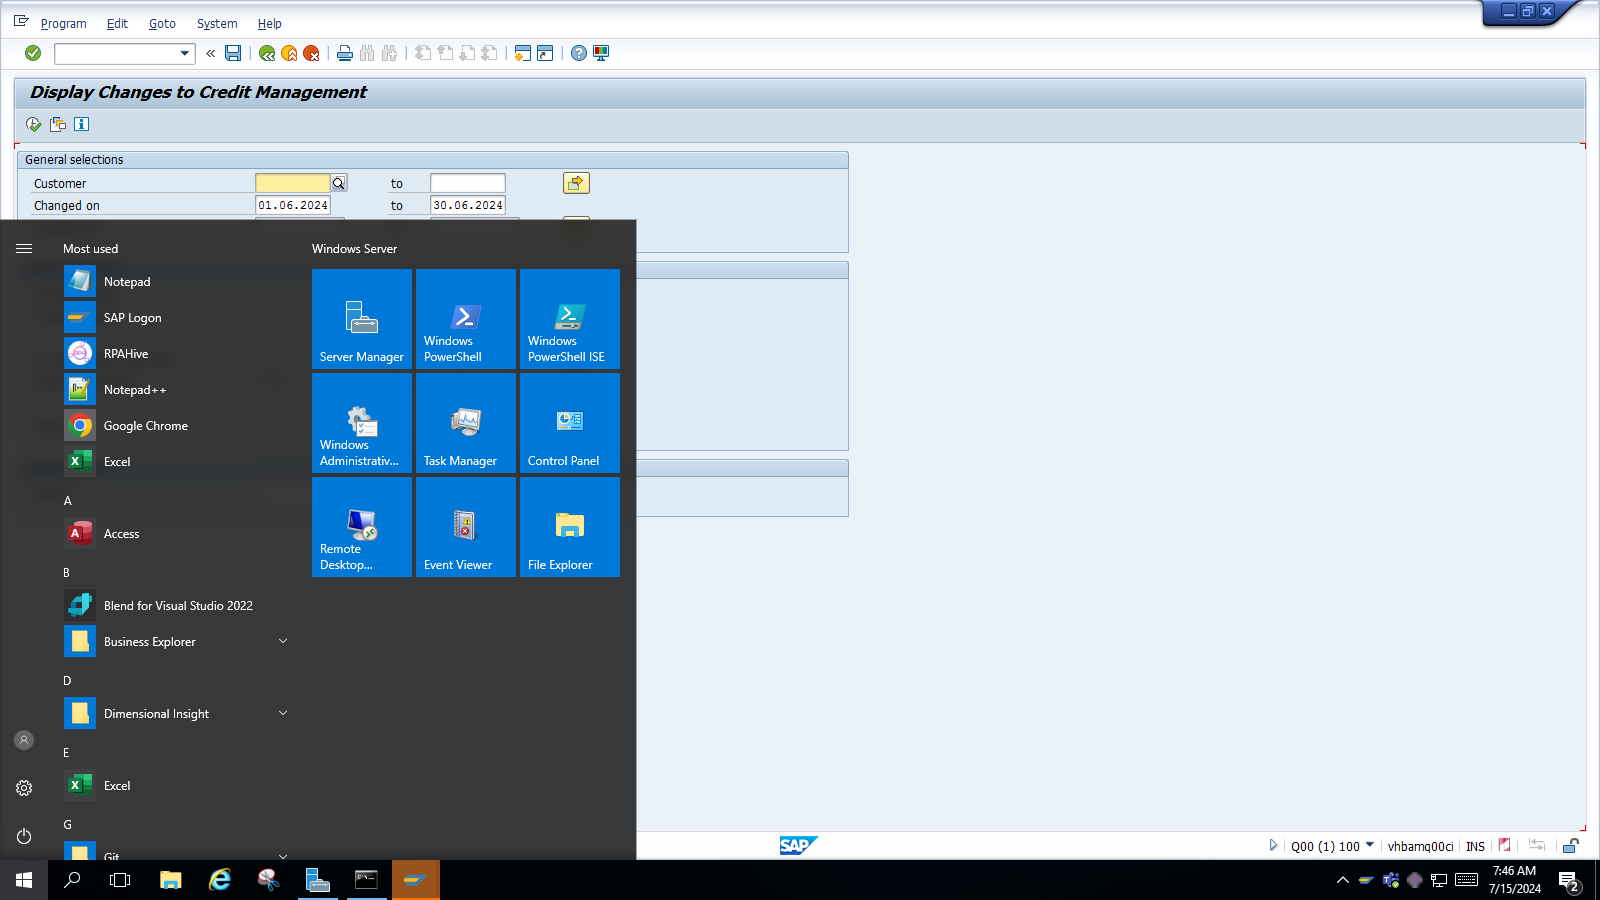 Program Edit Goto System Help
«
Display Changes to Credit Management
General selections
Customer to
Changed on 01.06.2024 to 30.06.2024
Most used
Notepad
SAP Logon
RPAHive
Notepad++
Google Chrome
Excel
A
Access
B
Blend for Visual Studio 2022
Business Explorer
D
Dimensional Insight
E
Excel
G
Git
Windows Server
Server Manager
Windows PowerShell
Windows PowerShell ISE
Windows Administrativ...
Task Manager
Control Panel
Remote Desktop...
Event Viewer
File Explorer
SAP
Q00 (1) 100 vhbamq00ci INS
7:46 AM
7/15/2024
2